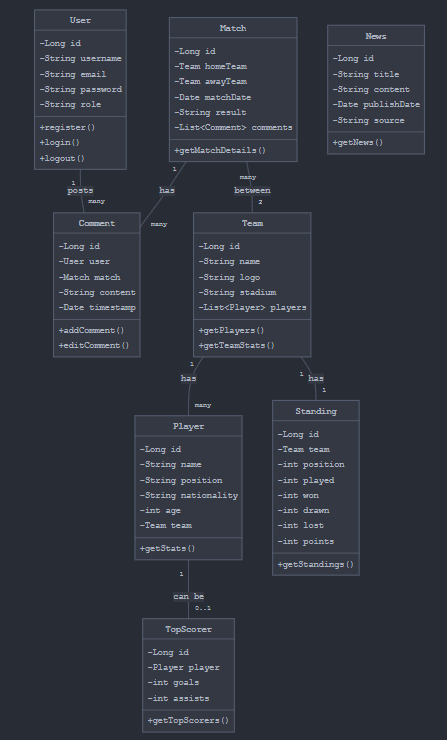 User
-Long id
-String username
-String email
-String password
-String role
+register()
+login()
+logout()
Match
-Long id
-Team homeTeam
-Team awayTeam
-Date matchDate
-String result
-List<Comment> comments
+getMatchDetails()
News
-Long id
-String title
-String content
-Date publishDate
-String source
+getNews()
1
posts
many
1
has
many
many
between
2
Comment
-Long id
-User user
-Match match
-String content
-Date timestamp
+addComment()
+editComment()
Team
-Long id
-String name
-String logo
-String stadium
-List<Player> players
+getPlayers()
+getTeamStats()
1
has
many
1
has
1
Player
-Long id
-String name
-String position
-String nationality
-int age
-Team team
+getStats()
Standing
-Long id
-Team team
-int position
-int played
-int won
-int drawn
-int lost
-int points
+getStandings()
1
can be
0..1
TopScorer
-Long id
-Player player
-int goals
-int assists
+getTopScorers()